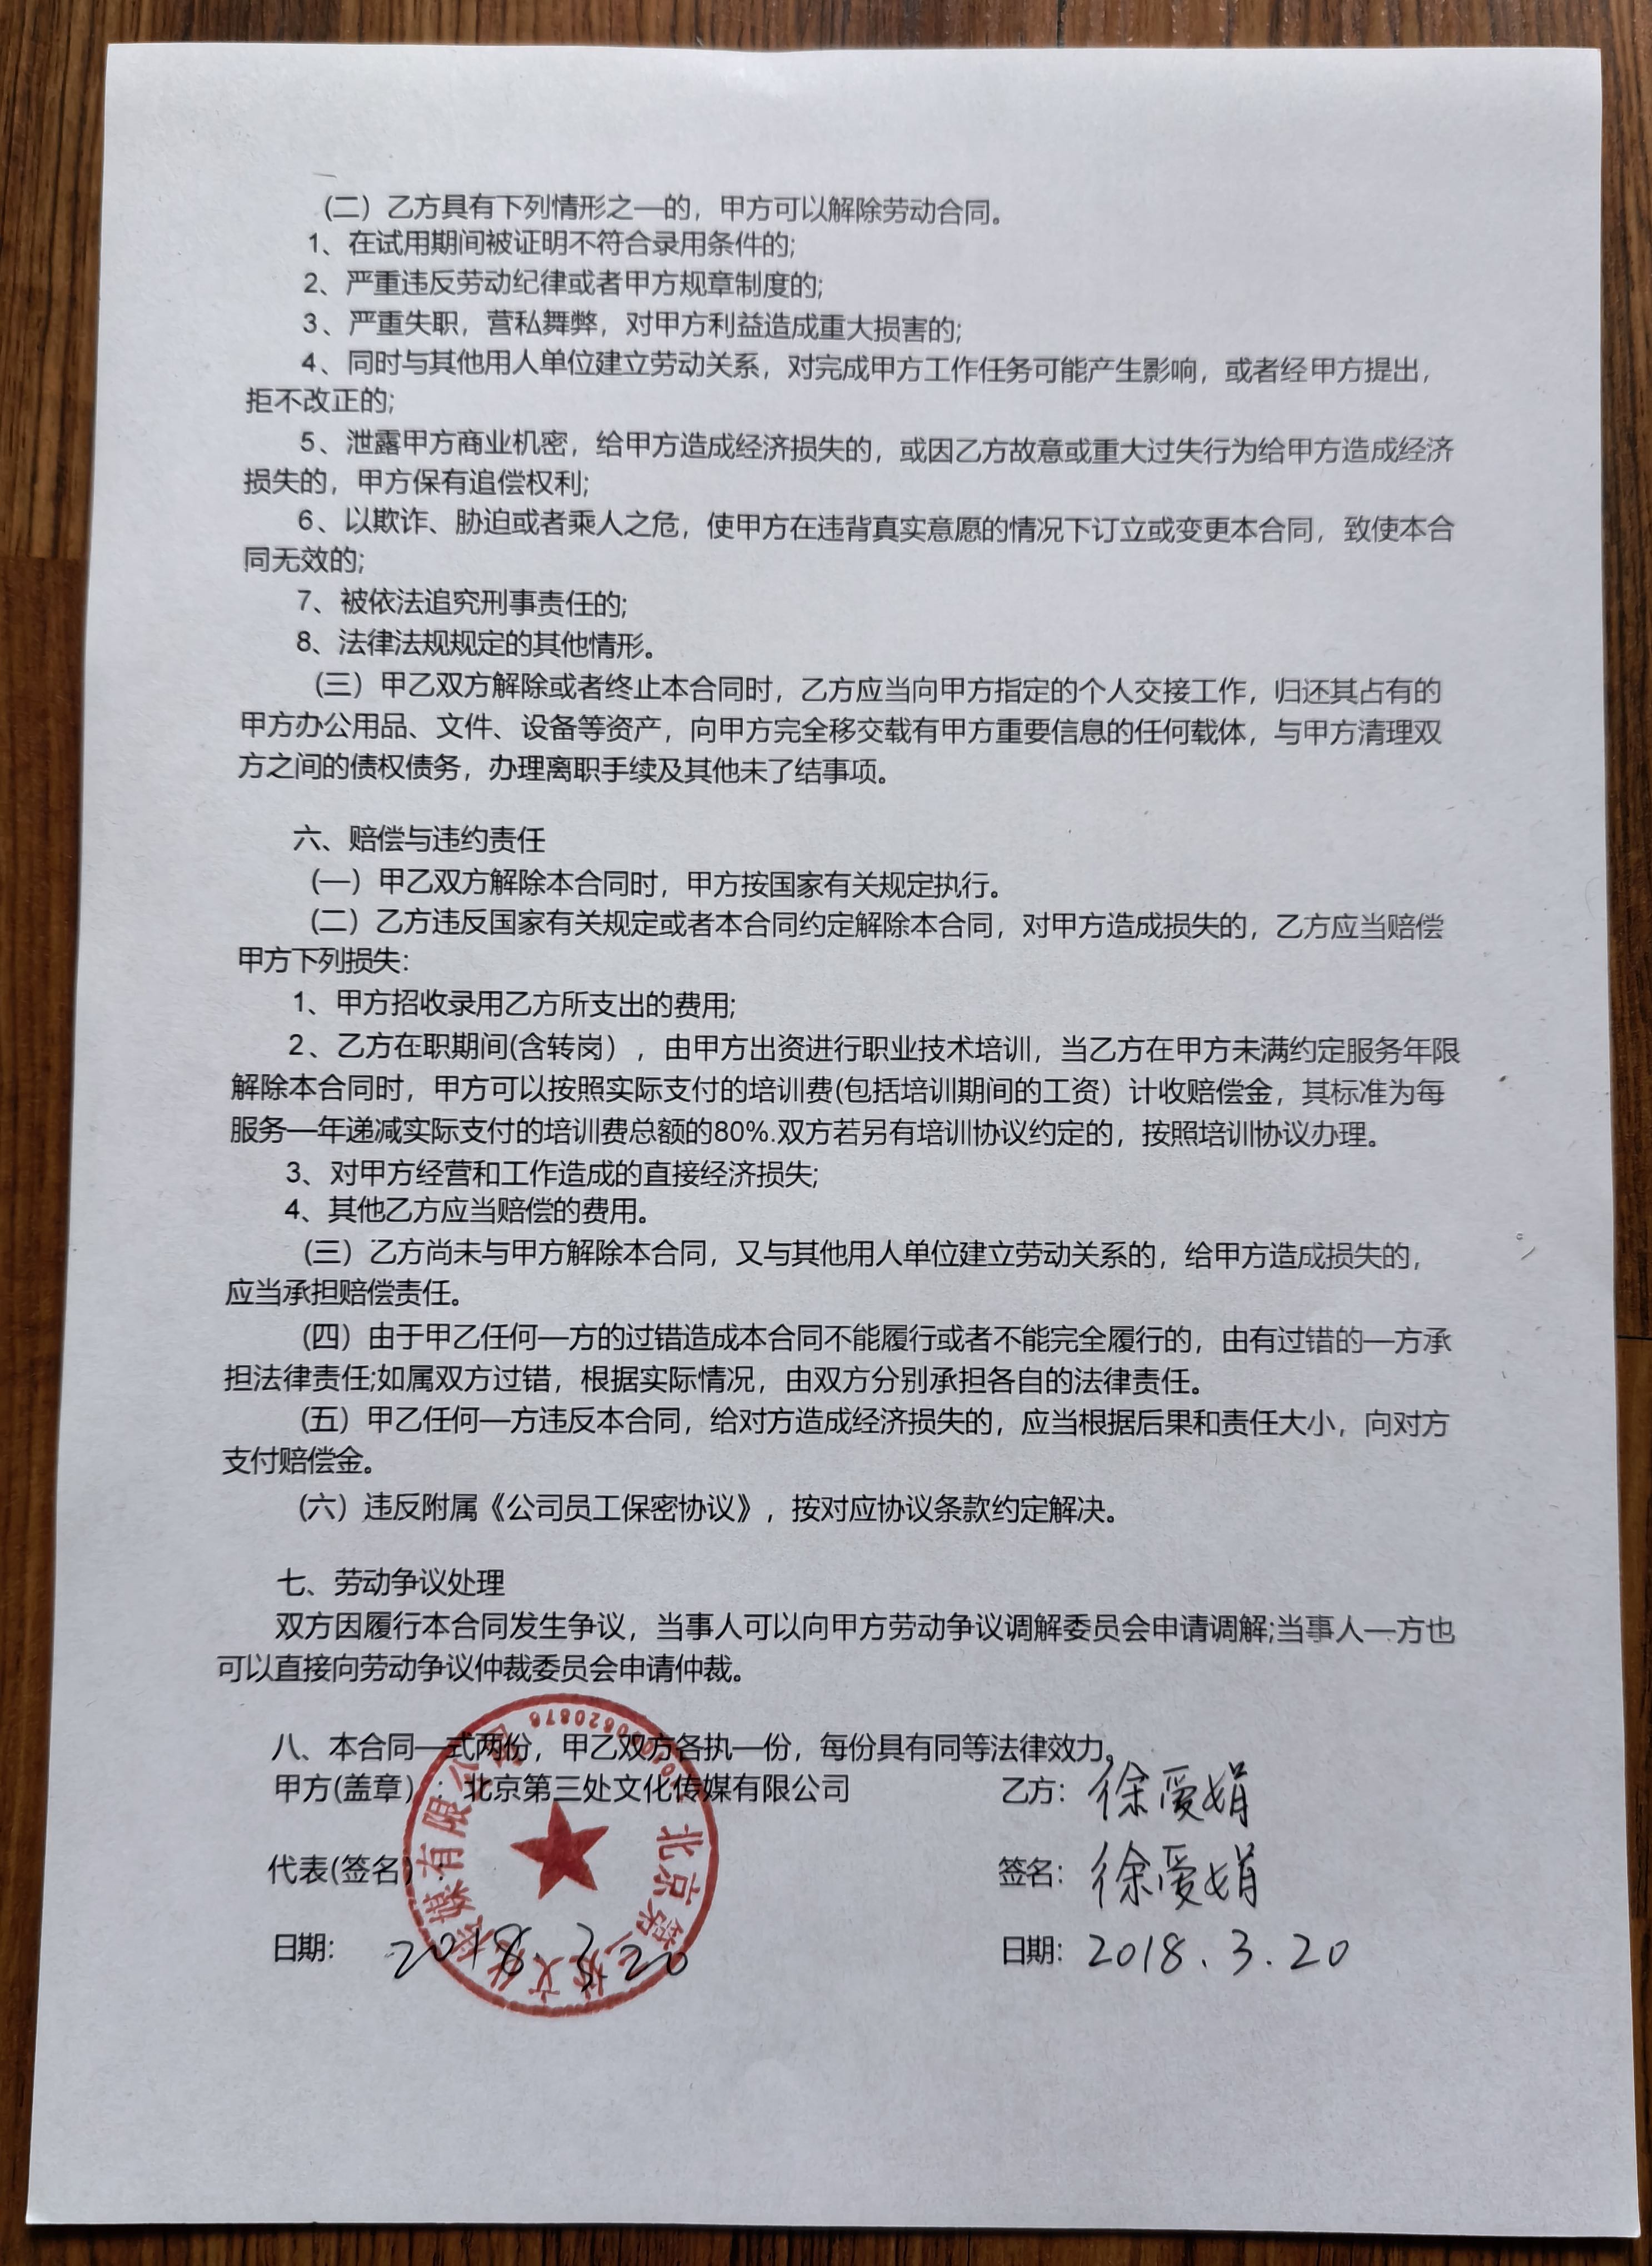 (二）乙方具有下列情形之一的，甲方可以解除劳动合同。
1、在试用期间被证明不符合录用条件的;
2、严重违反劳动纪律或者甲方规章制度的;
3、严重失职，营私舞弊，对甲方利益造成重大损害的;
4、同时与其他用人单位建立劳动关系，对完成甲方工作任务可能产生影响，或者经甲方提出，
拒不改正的;
5、泄露甲方商业机密，给甲方造成经济损失的，或因乙方故意或重大过失行为给甲方造成经济
损失的，甲方保有追偿权利;
6、以欺诈、胁迫或者乘人之危，使甲方在违背真实意愿的情况下订立或变更本合同，致使本合
同无效的;
7、被依法追究刑事责任的;
8、法律法规规定的其他情形。
(三）甲乙双方解除或者终止本合同时，乙方应当向甲方指定的个人交接工作，归还其占有的
甲方办公用品、文件、设备等资产，向甲方完全移交载有甲方重要信息的任何载体，与甲方清理双
方之间的债权债务，办理离职手续及其他未了结事项。
六、赔偿与违约责任
(一）甲乙双方解除本合同时，甲方按国家有关规定执行。
(二）乙方违反国家有关规定或者本合同约定解除本合同，对甲方造成损失的，乙方应当赔偿
甲方下列损失：
1、甲方招收录用乙方所支出的费用;
2、乙方在职期间(含转岗），由甲方出资进行职业技术培训，当乙方在甲方未满约定服务年限
解除本合同时，甲方可以按照实际支付的培训费(包括培训期间的工资）计收赔偿金，其标准为每
服务一年递减实际支付的培训费总额的80%.双方若另有培训协议约定的，按照培训协议办理。
3、对甲方经营和工作造成的直接经济损失;
4、其他乙方应当赔偿的费用。
(三）乙方尚未与甲方解除本合同，又与其他用人单位建立劳动关系的，给甲方造成损失的，
应当承担赔偿责任。
(四）由于甲乙任何一方的过错造成本合同不能履行或者不能完全履行的，由有过错的一方承
担法律责任;如属双方过错，根据实际情况，由双方分别承担各自的法律责任。
(五）甲乙任何一方违反本合同，给对方造成经济损失的，应当根据后果和责任大小，向对方
支付赔偿金。
(六）违反附属《公司员工保密协议》，按对应协议条款约定解决。
七、劳动争议处理
双方因履行本合同发生争议，当事人可以向甲方劳动争议调解委员会申请调解;当事人一方也
可以直接向劳动争议仲裁委员会申请仲裁。
八、本合同一式两份，甲乙双方各执一份，每份具有同等法律效力。
甲方(盖章）：北京第三处文化传媒有限公司 乙方：徐爱娟
代表(签名）： 签名：徐爱娟
日期：2018.3.20 日期：2018.3.20